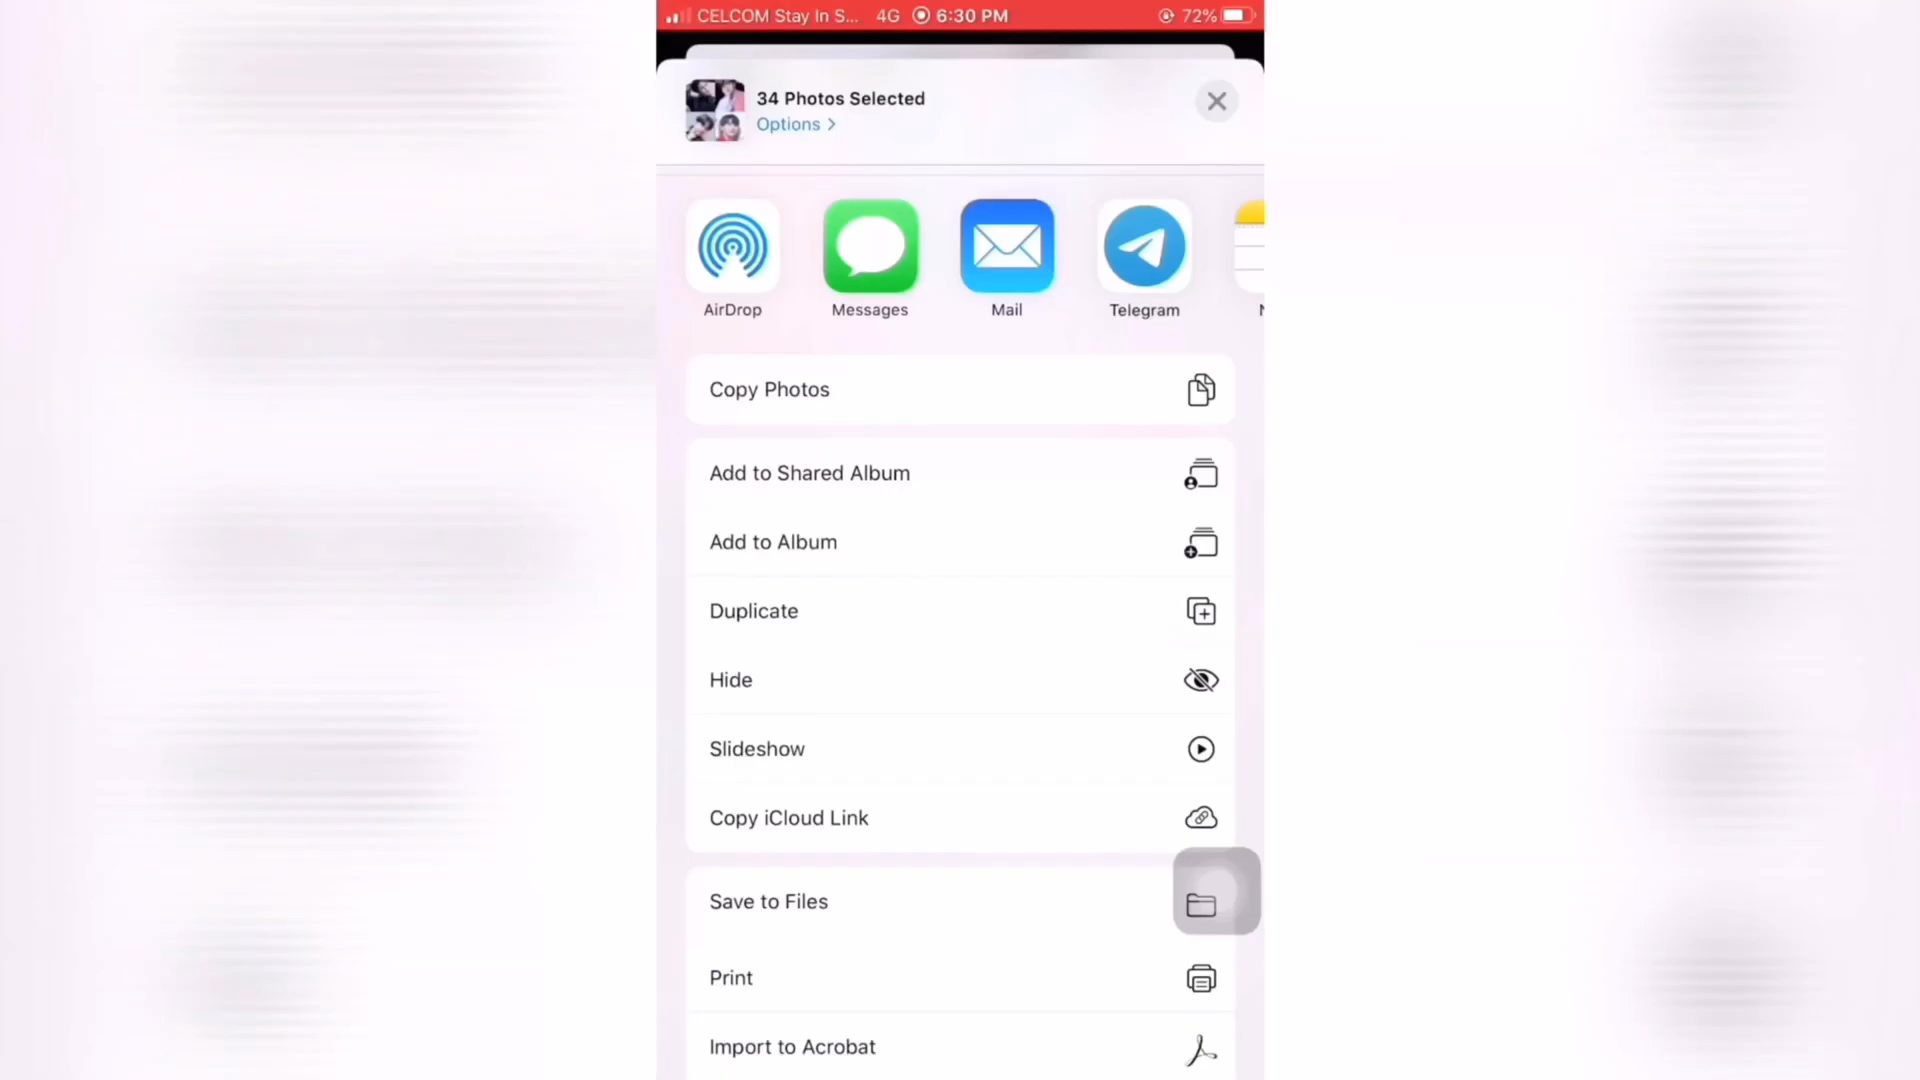 CELCOM Stay In S... 4G 6:30 PM 72%
34 Photos Selected
Options >
AirDrop Messages Mail Telegram
Copy Photos
Add to Shared Album
Add to Album
Duplicate
Hide
Slideshow
Copy iCloud Link
Save to Files
Print
Import to Acrobat